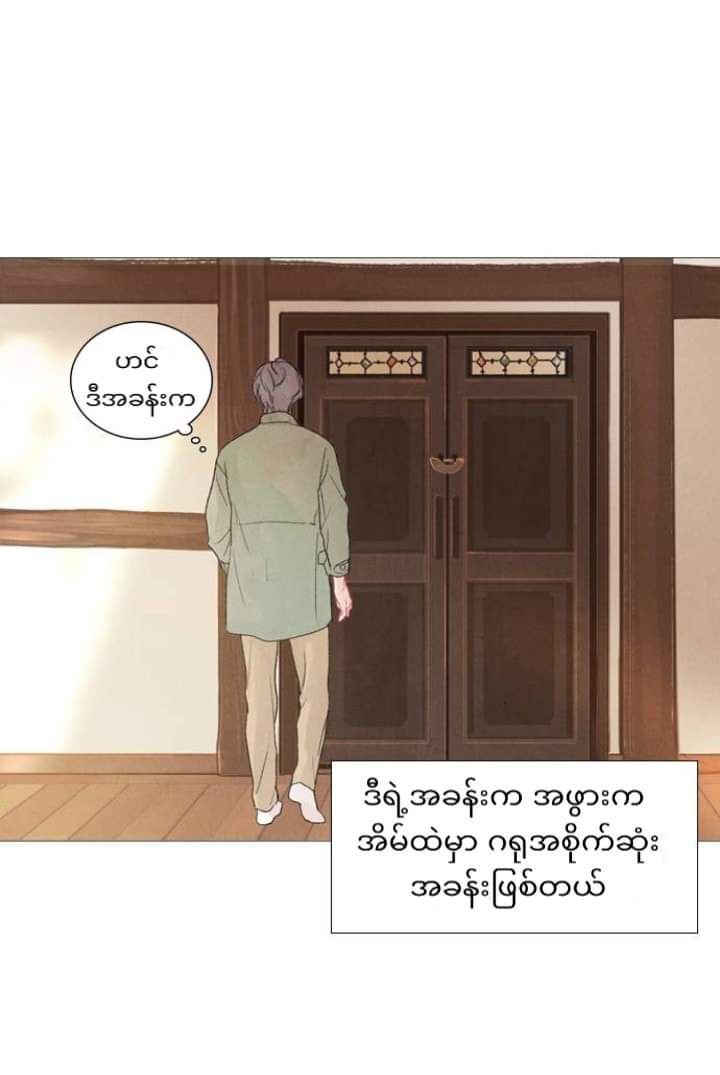 ဟင်
ဒီအခန်းက
ဒီရဲ့အခန်းက အဖွားက
အိမ်ထဲမှာ ဂရုအစိုက်ဆုံး
အခန်းဖြစ်တယ်